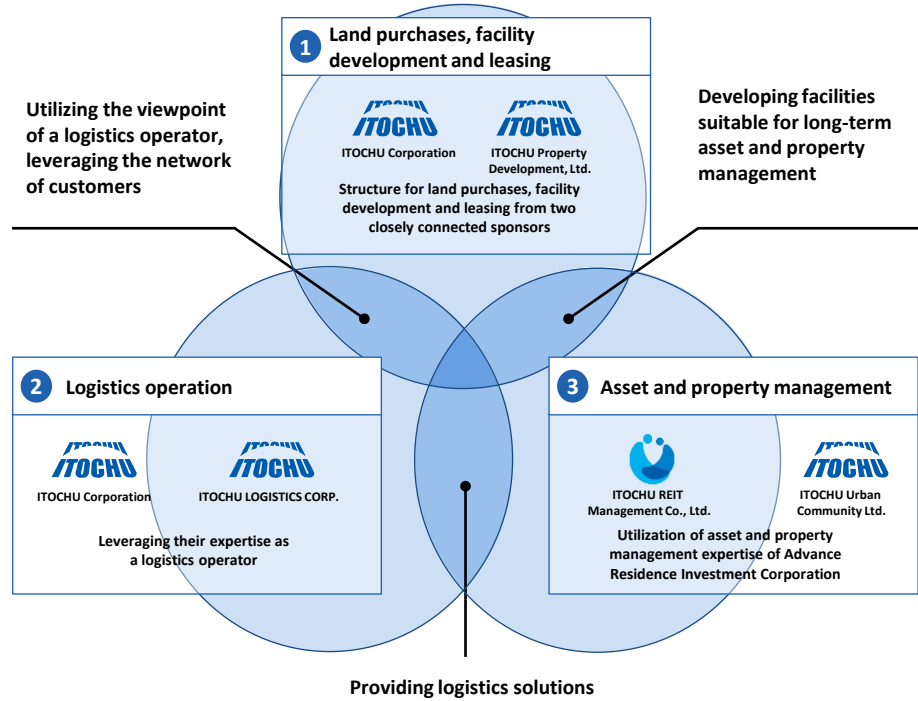 1
Land purchases, facility
development and leasing
Utilizing the viewpoint
of a logistics operator,
leveraging the network
of customers
Developing facilities
suitable for long-term
asset and property
management
ITOCHU
ITOCHU
ITOCHU Corporation
ITOCHU
ITOCHU
ITOCHU Property
Development, Ltd.
Structure for land purchases, facility
development and leasing from two
closely connected sponsors
2
Logistics operation
ITOCHU
ITOCHU
ITOCHU Corporation
ITOCHU
ITOCHU
ITOCHU LOGISTICS CORP.
Leveraging their expertise as
a logistics operator
3
Asset and property management
ITOCHU REIT
Management Co., Ltd.
ITOCHU
ITOCHU
ITOCHU Urban
Community Ltd.
Utilization of asset and property
management expertise of Advance
Residence Investment Corporation
Providing logistics solutions